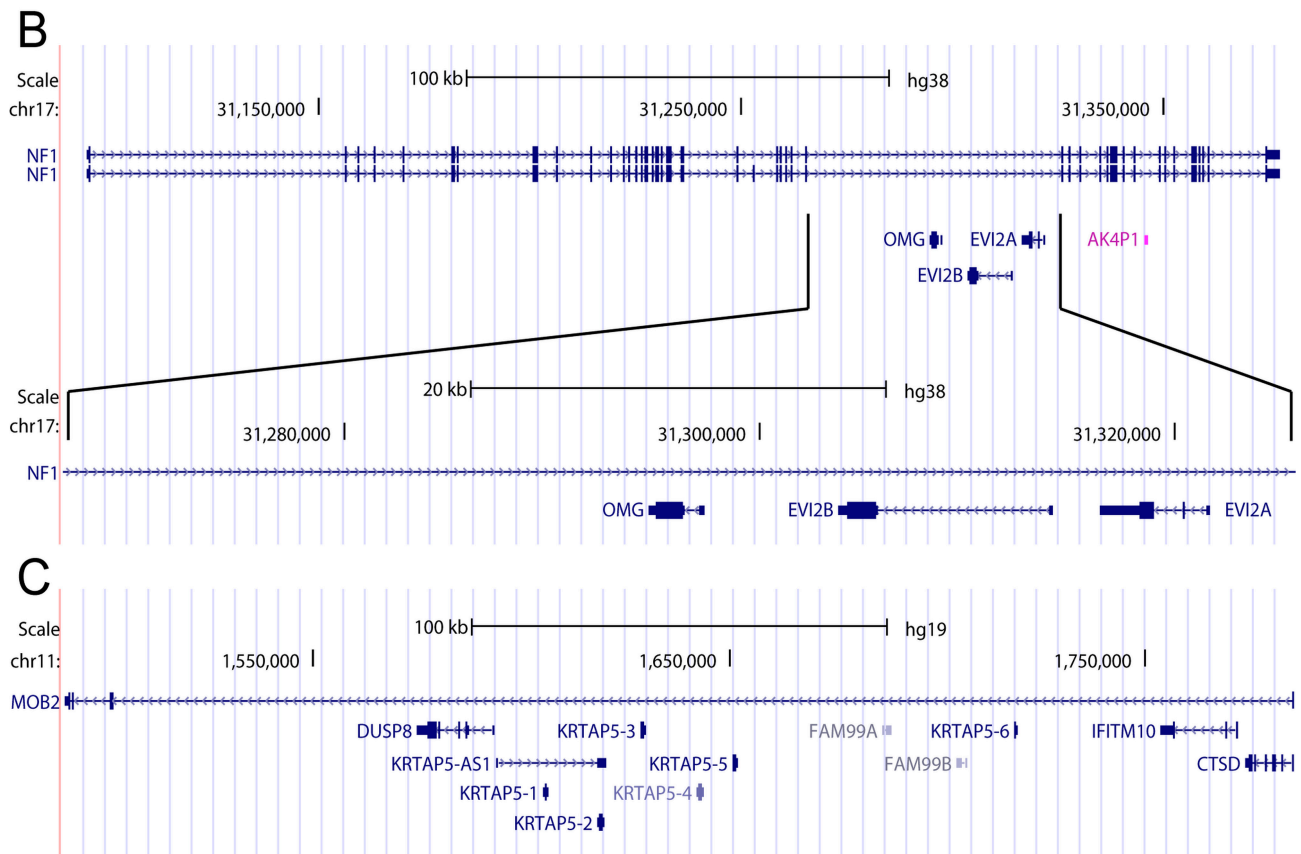 B
Scale 100 kb hg38
chr17: 31,150,000 31,250,000 31,350,000
NF1
NF1
OMG EVI2A AK4P1
EVI2B
Scale 20 kb hg38
chr17: 31,280,000 31,300,000 31,320,000
NF1
OMG EVI2B EVI2A
C
Scale 100 kb hg19
chr11: 1,550,000 1,650,000 1,750,000
MOB2
DUSP8 KRTAP5-3 FAM99A KRTAP5-6 IFITM10
KRTAP5-AS1 KRTAP5-5 FAM99B CTSD
KRTAP5-1 KRTAP5-4
KRTAP5-2